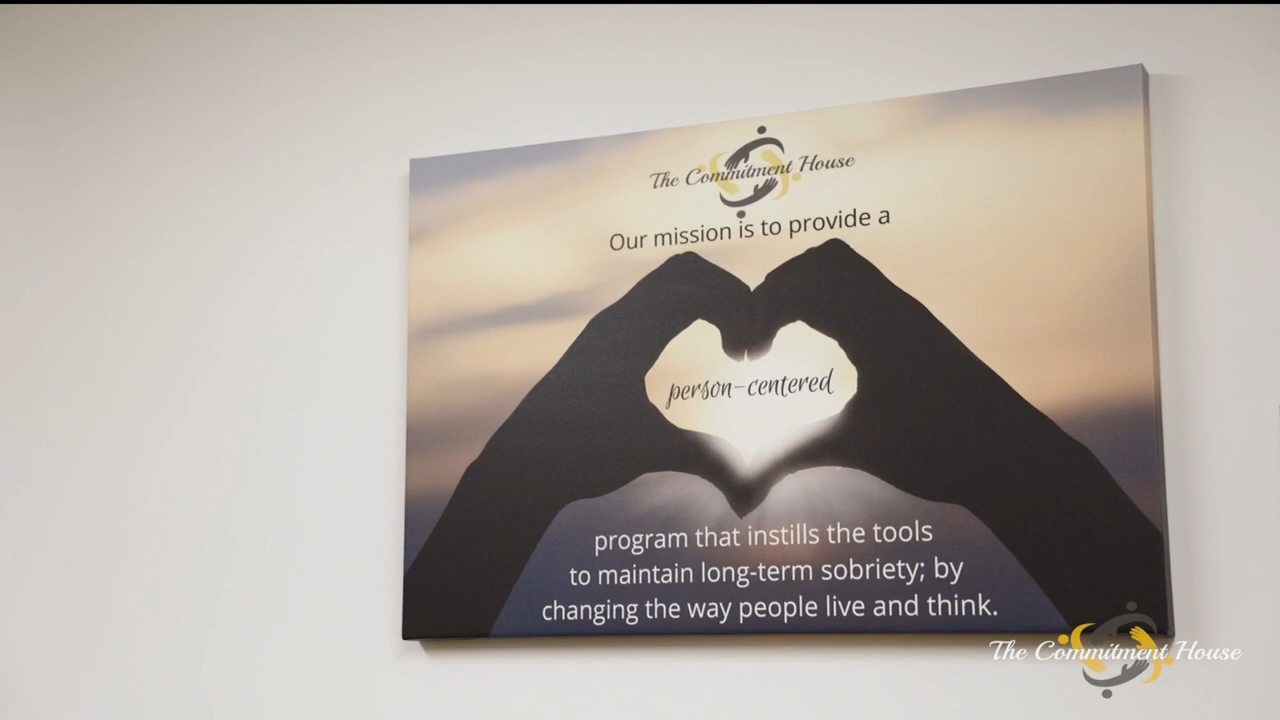 The Commitment House
Our mission is to provide a
person-centered
program that instills the tools
to maintain long-term sobriety; by
changing the way people live and think.
The Commitment House